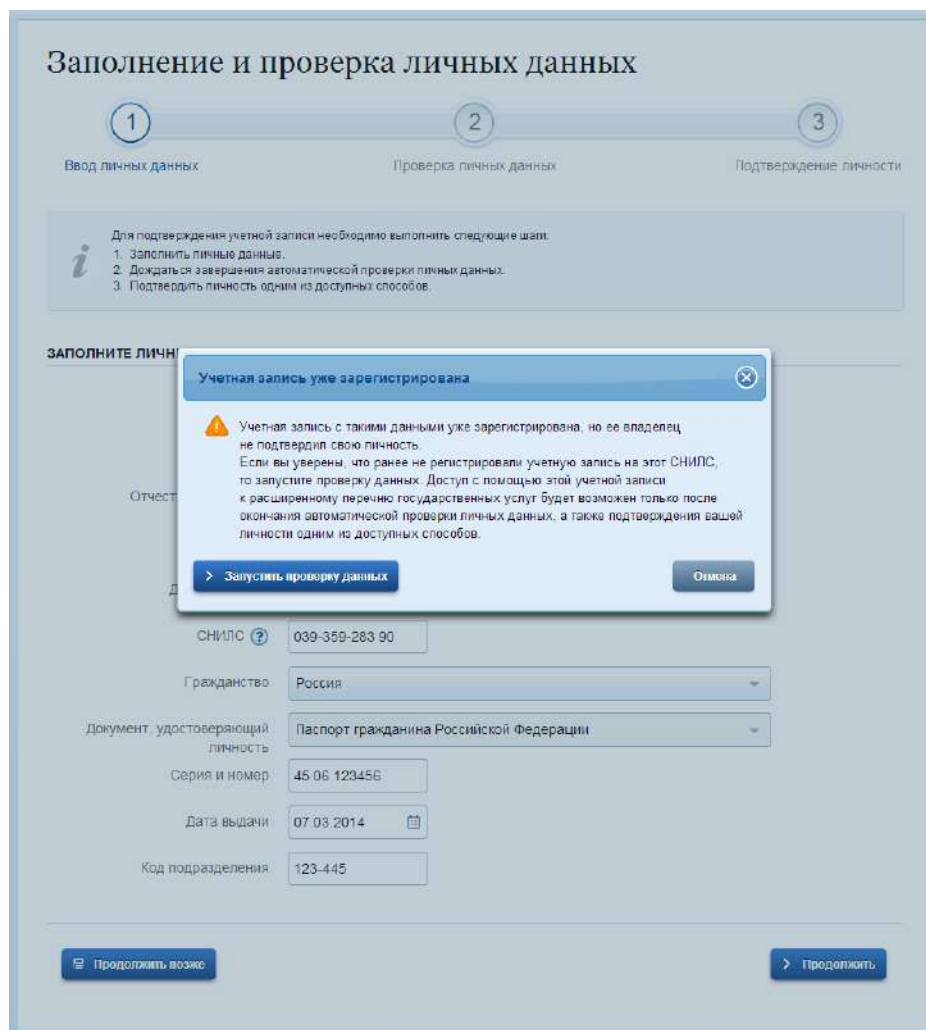 Заполнение и проверка личных данных
1
2
3
Ввод личных данных
Проверка личных данных
Подтверждение личности
Для подтверждения учетной записи необходимо выполнить следующие шаги:
1. Заполнить личные данные.
2. Дождаться завершения автоматической проверки личных данных.
3. Подтвердить личность одним из доступных способов.
ЗАПОЛНИТЕ ЛИЧН
Учетная запись уже зарегистрирована
Учетная запись с такими данными уже зарегистрирована, но ее владелец
не подтвердил свою личность.
Если вы уверены, что ранее не регистрировали учетную запись на этот СНИЛС,
то запустите проверку данных. Доступ с помощью этой учетной записи
к расширенному перечню государственных услуг будет возможен только после
окончания автоматической проверки личных данных, а также подтверждения вашей
личности одним из доступных способов.
Отчест
Запустить проверку данных
Отмена
Д
СНИЛС ?
039-359-283 90
Гражданство
Россия
Документ, удостоверяющий
личность
Паспорт гражданина Российской Федерации
Серия и номер
45 06 123456
Дата выдачи
07.03.2014
Код подразделения
123-445
Продолжить позже
Продолжить